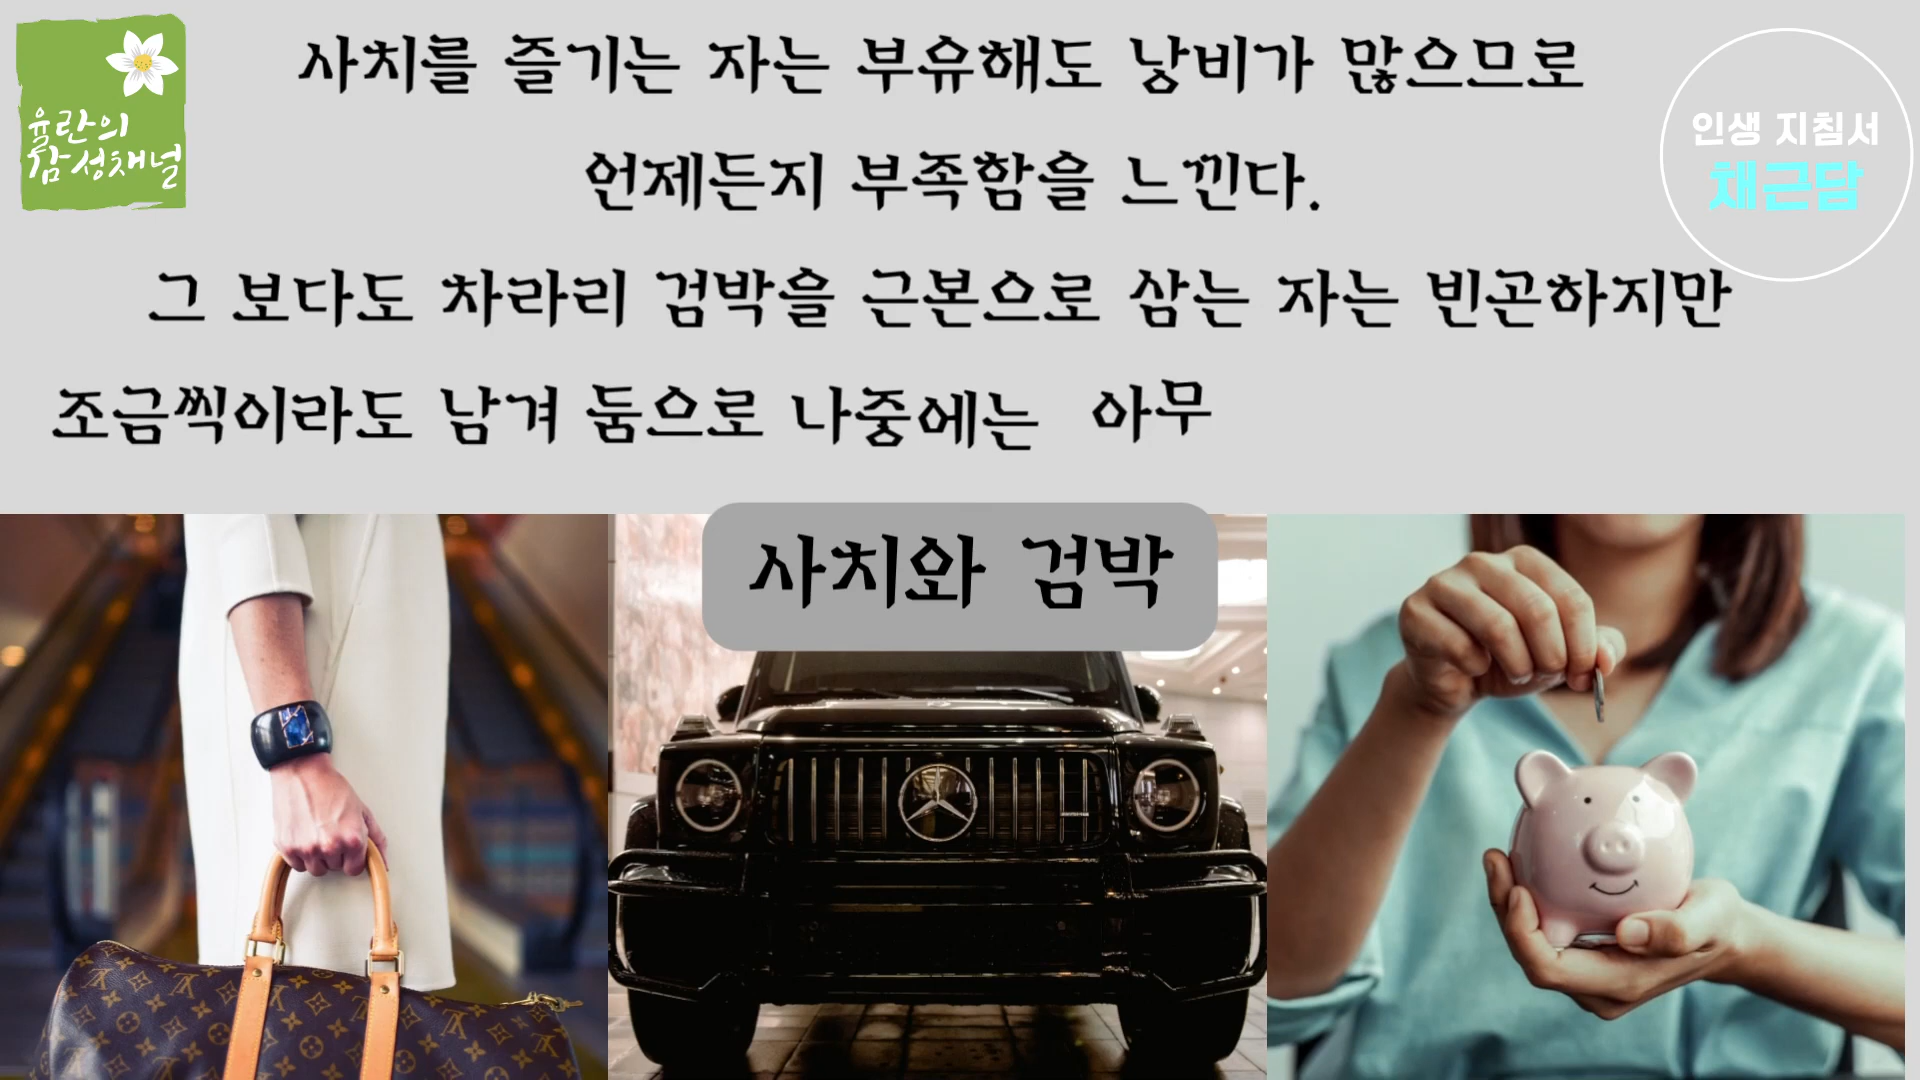 율란의
감성채널
사치를 즐기는 자는 부유해도 낭비가 많으므로
언제든지 부족함을 느낀다.
그 보다도 차라리 검박을 근본으로 삼는 자는 빈곤하지만
조금씩이라도 남겨 둠으로 나중에는 아무
인생 지침서
채근담
사치와 검박